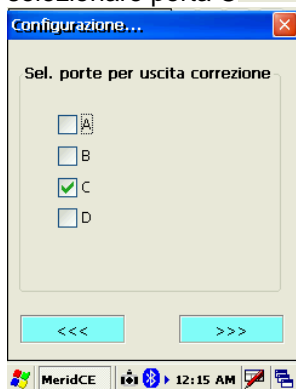 selezionare porta C
Configurazione...
Sel. porte per uscita correzione
A
B
C
D
<<<
>>>
MeridCE
12:15 AM